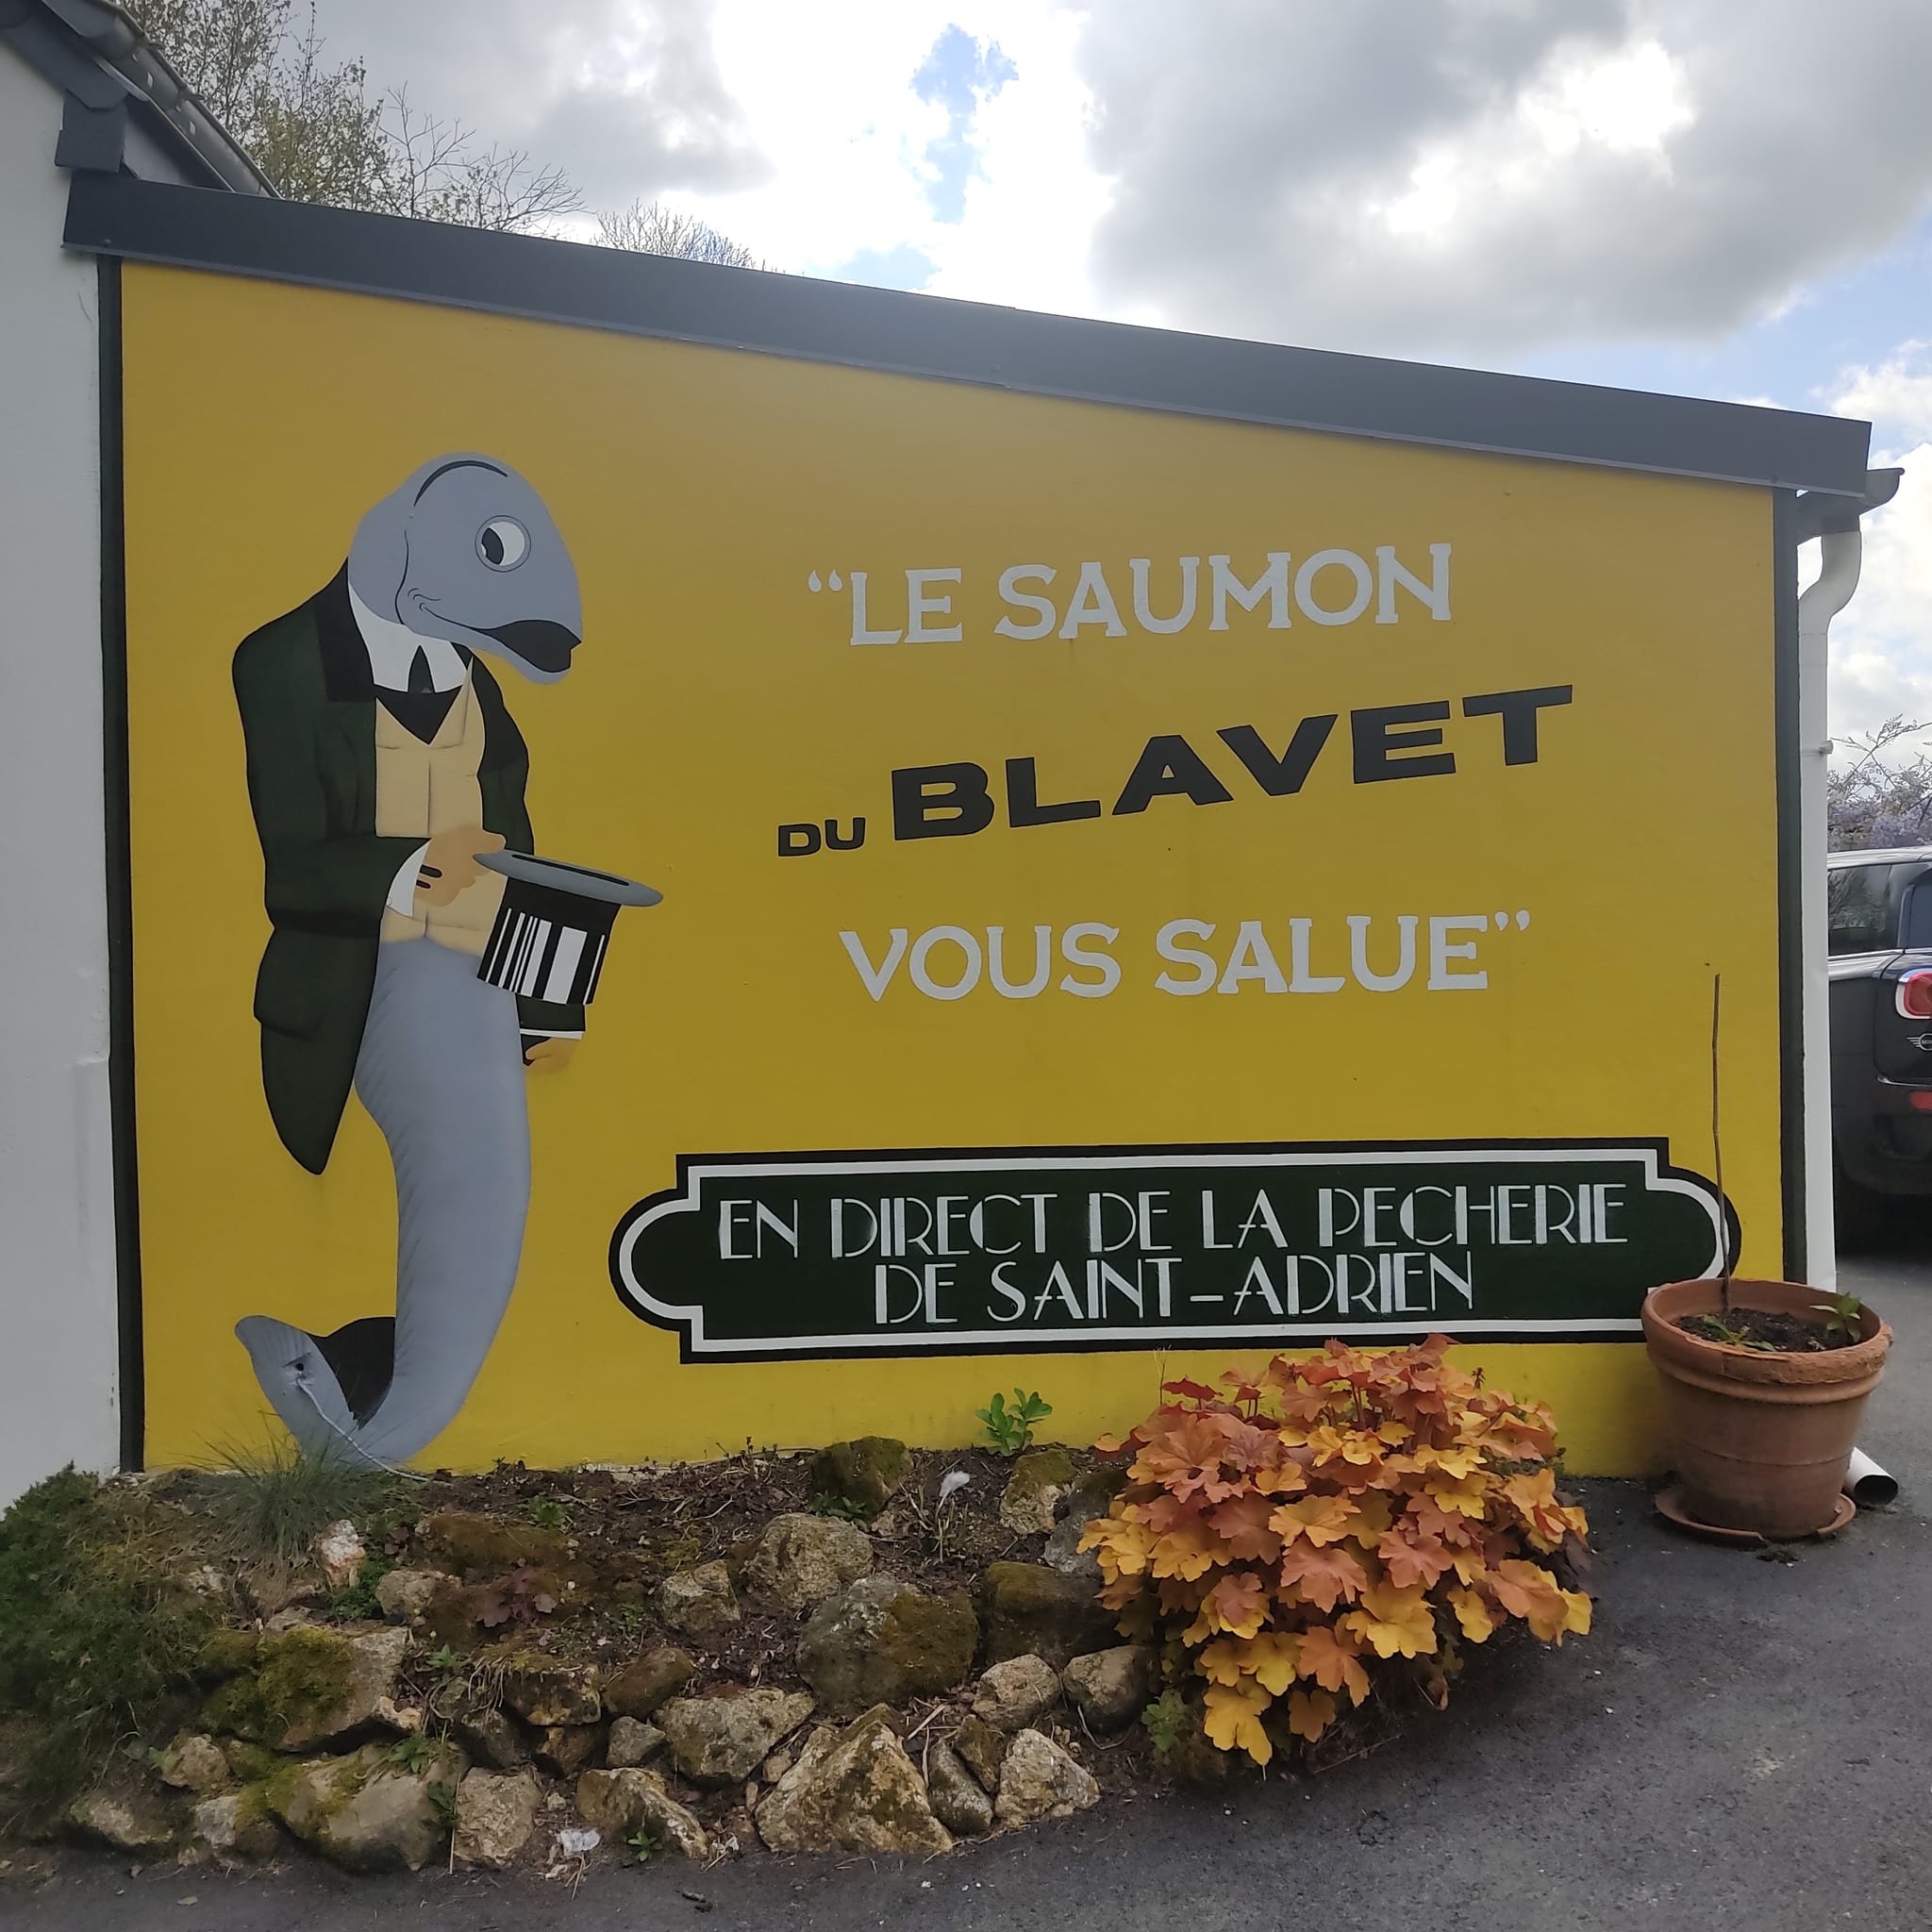 “LE SAUMON
DU BLAVET
VOUS SALUE”
EN DIRECT DE LA PECHERIE
DE SAINT-ADRIEN